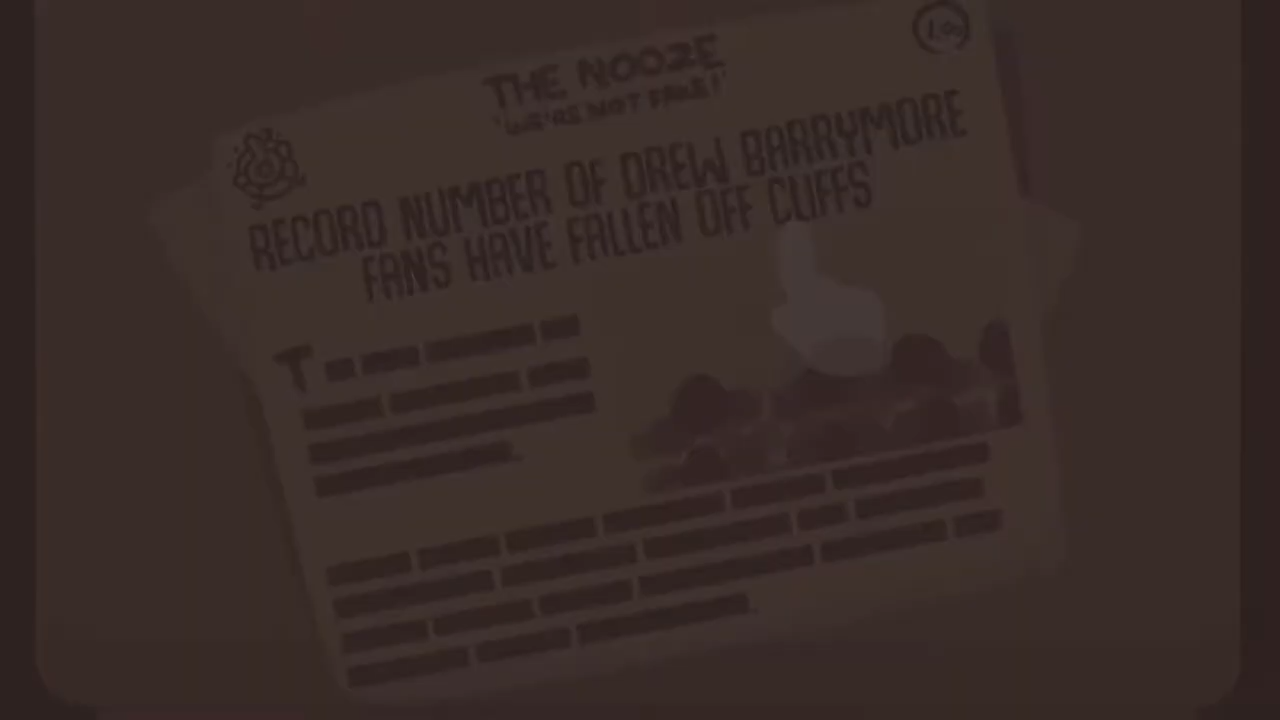 THE NOOZE
"WE'RE NOT FAKE!"
RECORD NUMBER OF DREW BARRYMORE
FANS HAVE FALLEN OFF CLIFFS
T